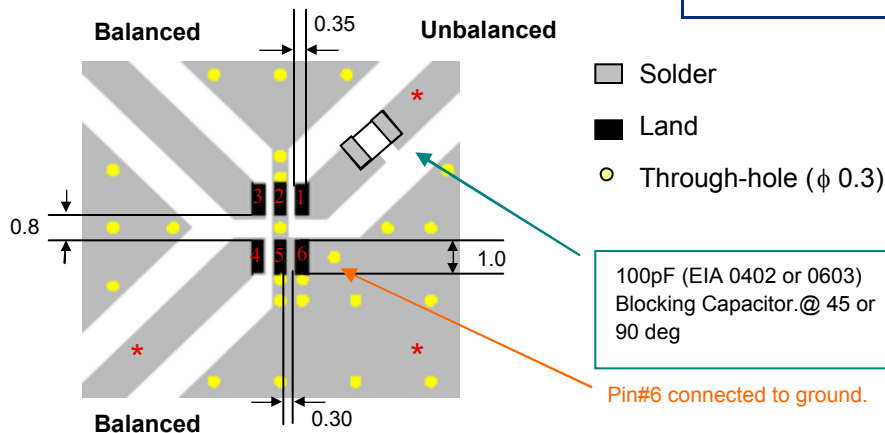 0.35
Balanced
Unbalanced
*
Solder
Land
Through-hole (ϕ 0.3)
3 2 1
0.8
4 5 6
1.0
100pF (EIA 0402 or 0603)
Blocking Capacitor.@ 45 or
90 deg
* *
Pin#6 connected to ground.
0.30
Balanced